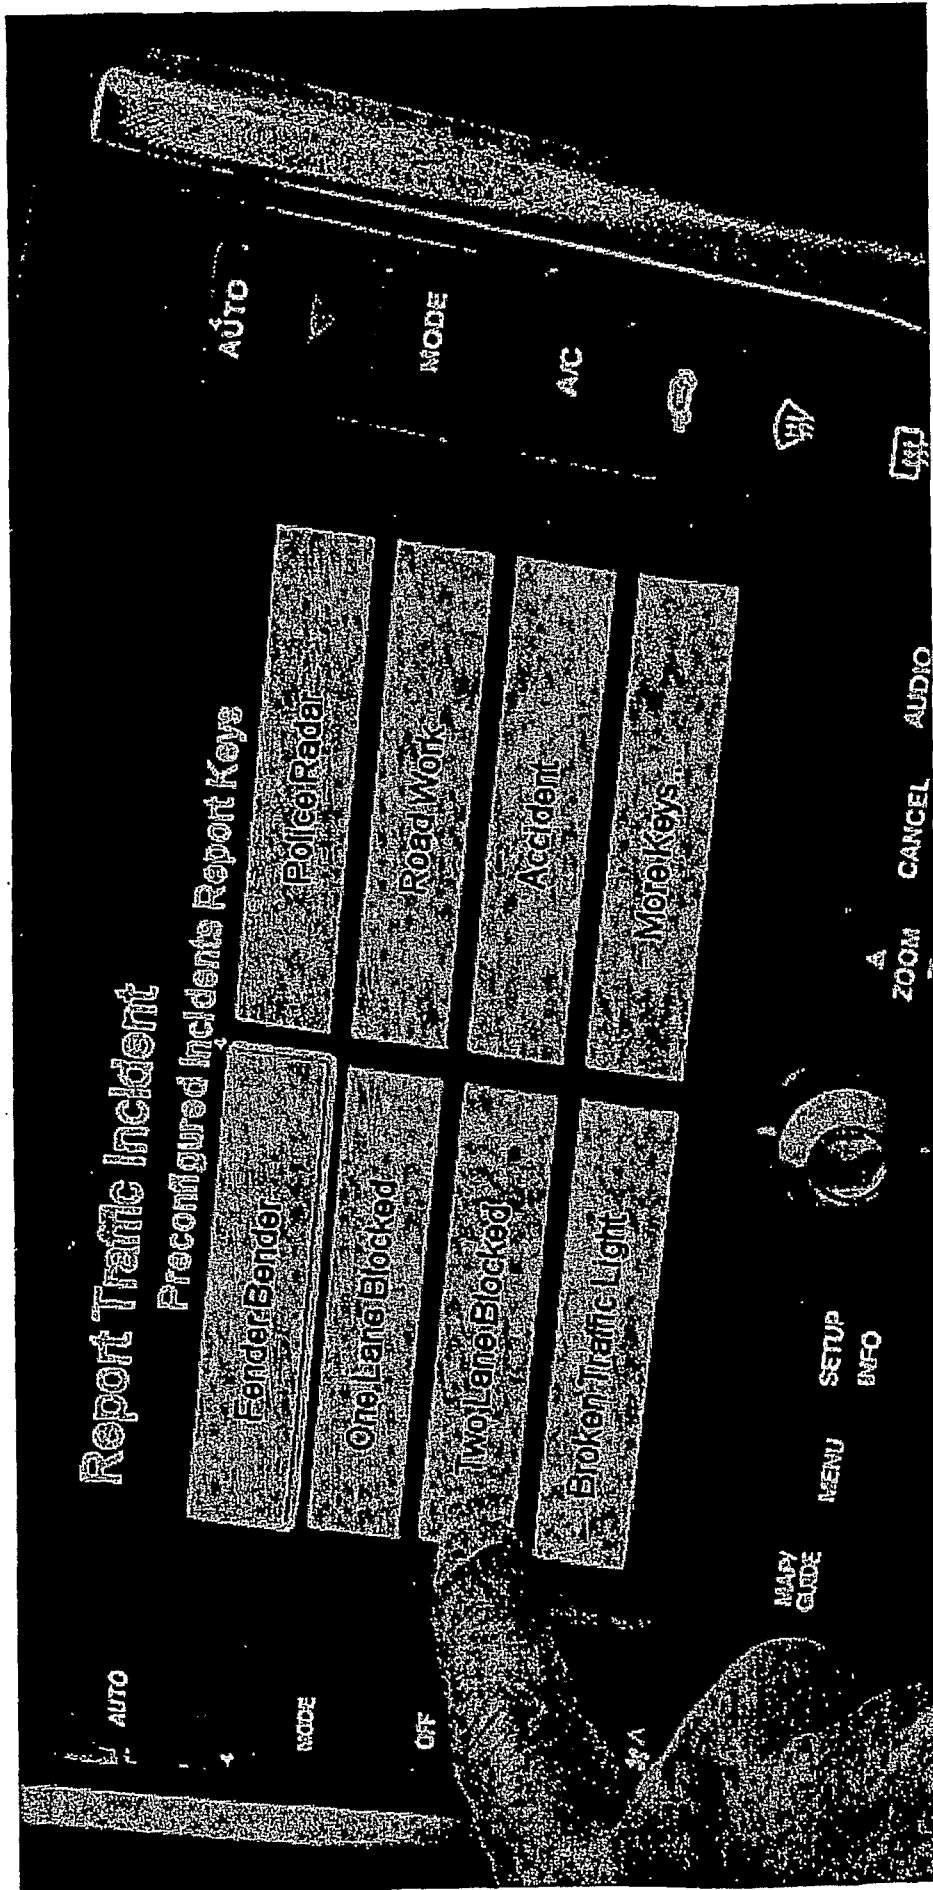 Report Traffic Incident
Preconfigured Incidents Report Keys
Fender Bender
Police Radar
One Lane Blocked
Road Work
Two Lane Blocked
Accident
Broken Traffic Light
More Keys...
AUTO
MODE
OFF
AUTO
MODE
A/C
MAP/
GUIDE
MENU
SETUP
INFO
ZOOM
CANCEL
AUDIO